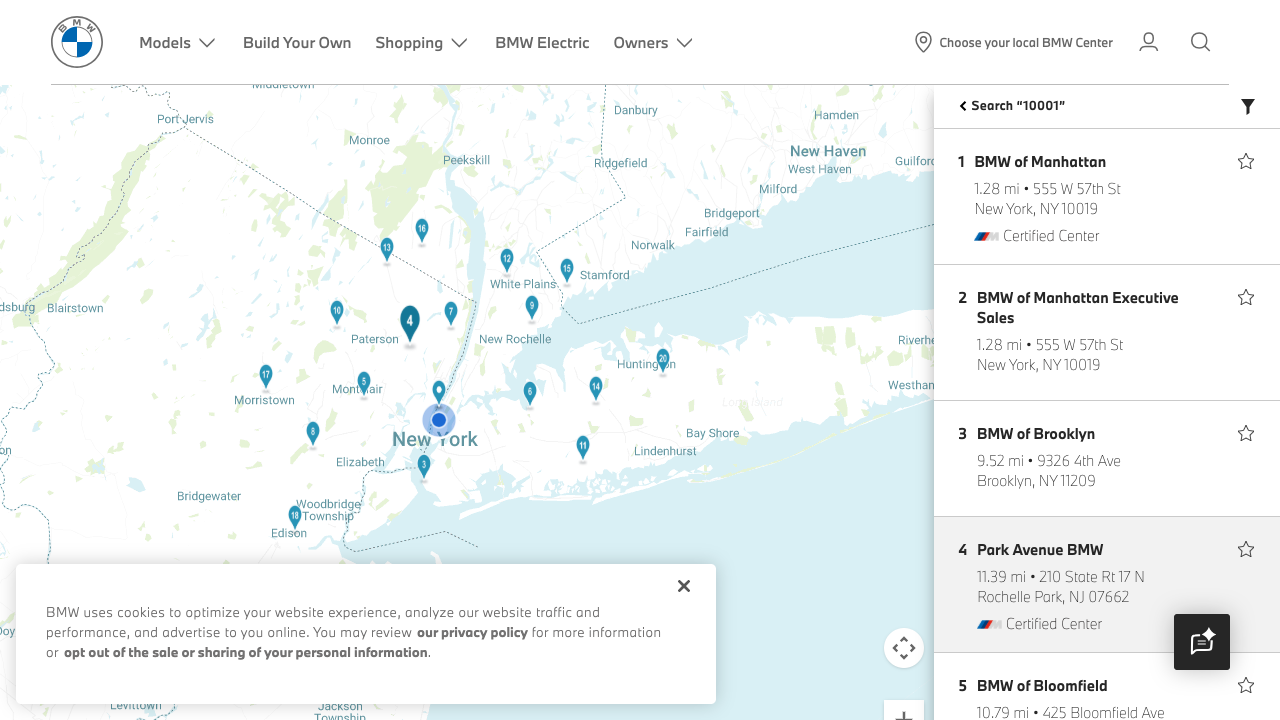 BMW
Models
Build Your Own
Shopping
BMW Electric
Owners
Choose your local BMW Center
Middletown
Port Jervis
Danbury
Hamden
Monroe
New Haven
Peekskill
Ridgefield
Guilford
West Haven
Milford
Bridgeport
16
Fairfield
13
Norwalk
12
15
Stamford
White Plains
dsburg
Blairstown
10
4
7
9
Paterson
New Rochelle
Riverhe
20
Huntington
17
5
Montclair
6
14
Westhan
Morristown
Long Island
8
New York
Bay Shore
11
Lindenhurst
Elizabeth
3
on
Bridgewater
Woodbridge
Township
18
Edison
Doy
Levittown
Jackson
Township
BMW uses cookies to optimize your website experience, analyze our website traffic and
performance, and advertise to you online. You may review our privacy policy for more information
or opt out of the sale or sharing of your personal information.
Search “10001”
1 BMW of Manhattan
1.28 mi • 555 W 57th St
New York, NY 10019
Certified Center
2 BMW of Manhattan Executive
Sales
1.28 mi • 555 W 57th St
New York, NY 10019
3 BMW of Brooklyn
9.52 mi • 9326 4th Ave
Brooklyn, NY 11209
4 Park Avenue BMW
11.39 mi • 210 State Rt 17 N
Rochelle Park, NJ 07662
Certified Center
5 BMW of Bloomfield
10.79 mi • 425 Bloomfield Ave